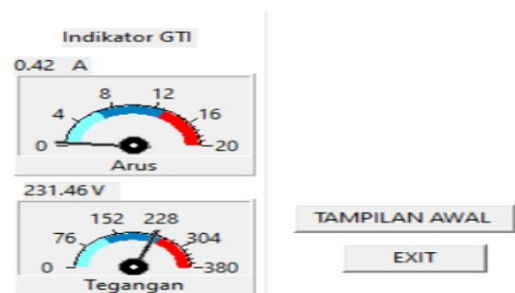 Indikator GTI
0.42 A
0 4 8 12 16 20
Arus
231.46 V
0 76 152 228 304 380
Tegangan
TAMPILAN AWAL
EXIT